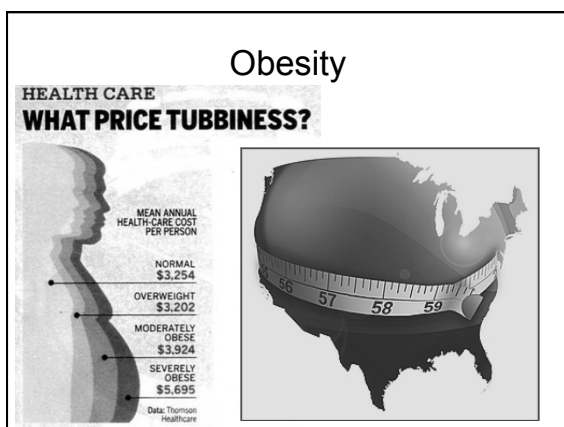 Obesity
HEALTH CARE
WHAT PRICE TUBBINESS?
MEAN ANNUAL
HEALTH-CARE COST
PER PERSON
NORMAL
$3,254
OVERWEIGHT
$3,202
MODERATELY
OBESE
$3,924
SEVERELY
OBESE
$5,695
Data: Thomson
Healthcare
56
57
58
59